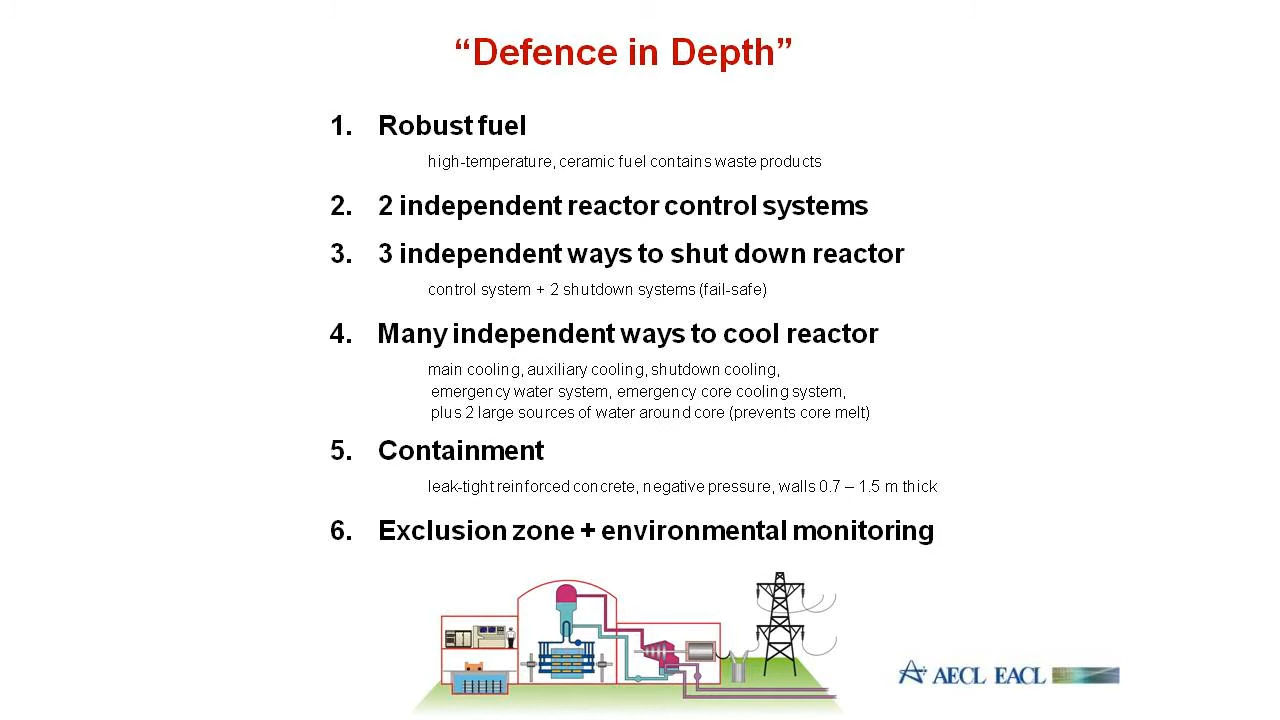 “Defence in Depth”
1. Robust fuel
high-temperature, ceramic fuel contains waste products
2. 2 independent reactor control systems
3. 3 independent ways to shut down reactor
control system + 2 shutdown systems (fail-safe)
4. Many independent ways to cool reactor
main cooling, auxiliary cooling, shutdown cooling,
emergency water system, emergency core cooling system,
plus 2 large sources of water around core (prevents core melt)
5. Containment
leak-tight reinforced concrete, negative pressure, walls 0.7 – 1.5 m thick
6. Exclusion zone + environmental monitoring
AECL EACL